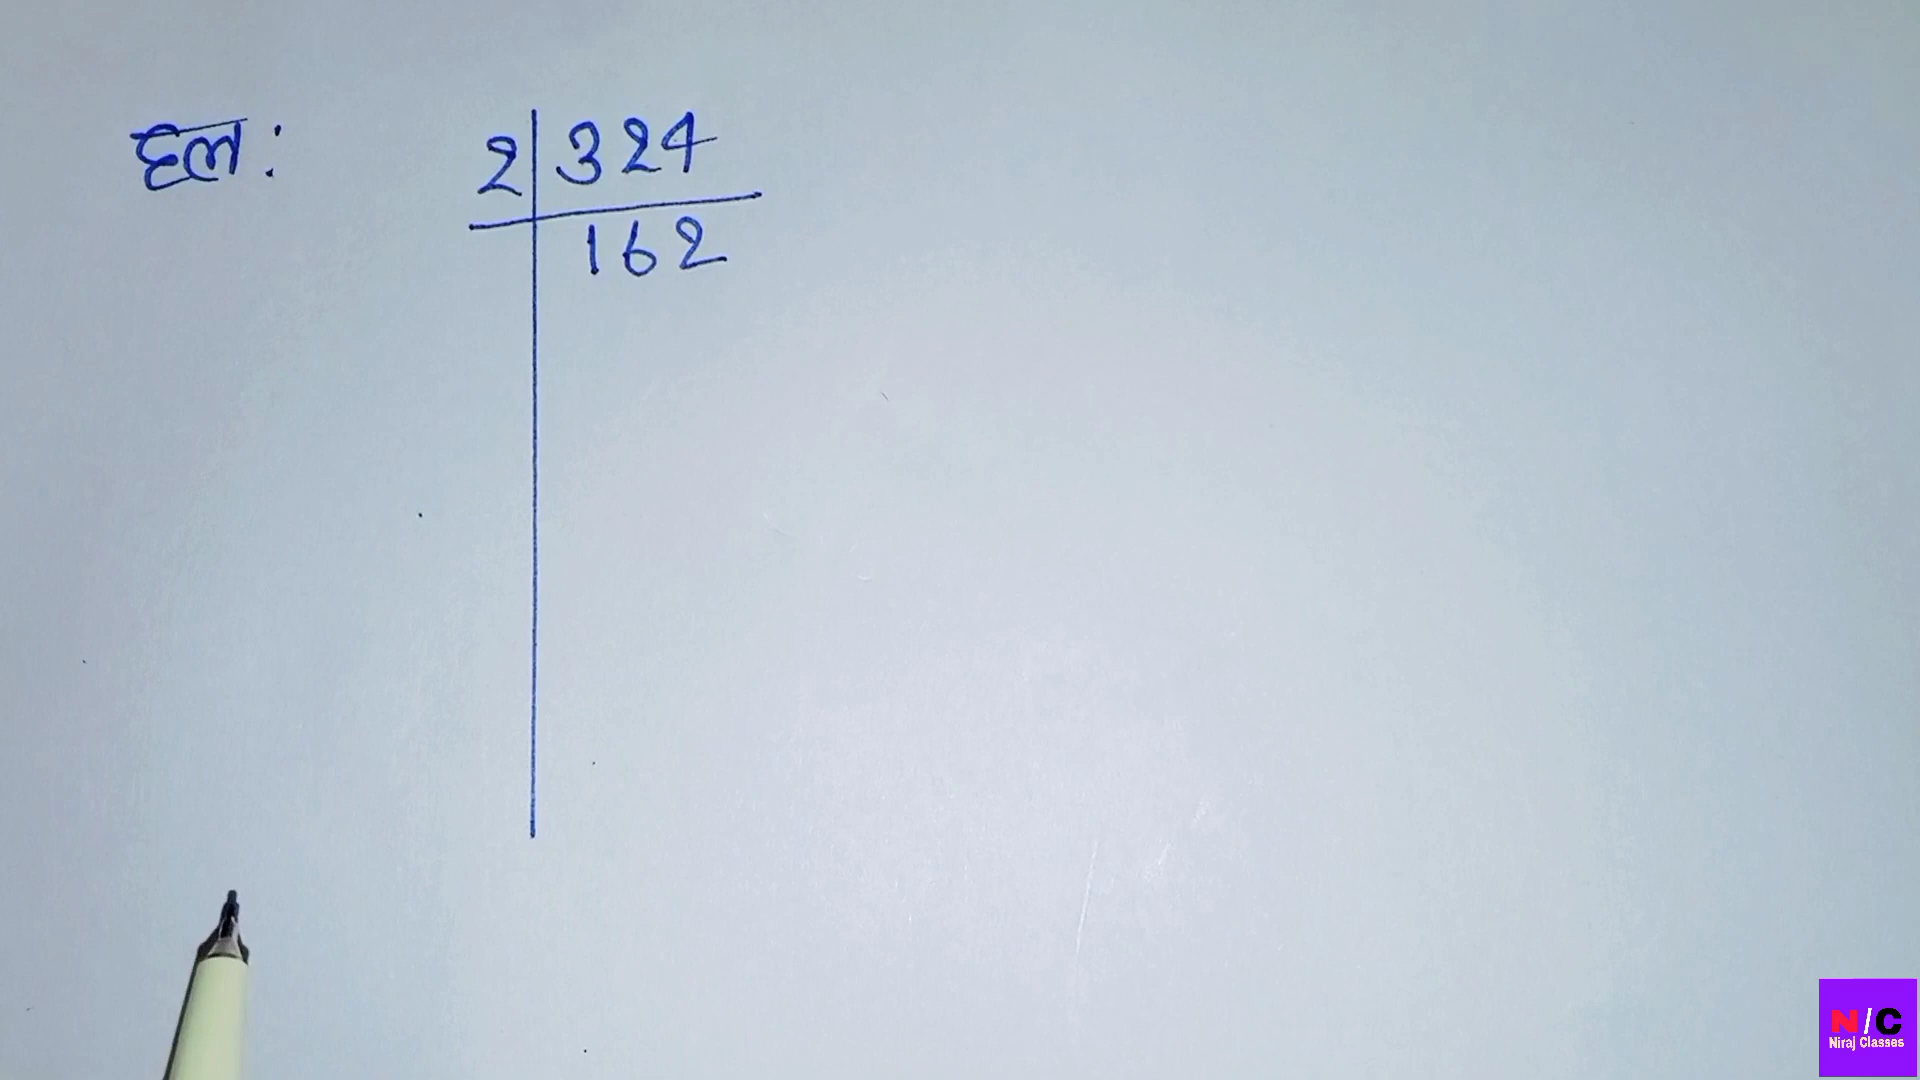 हल :
2 | 324
162
N/C
Niraj Classes